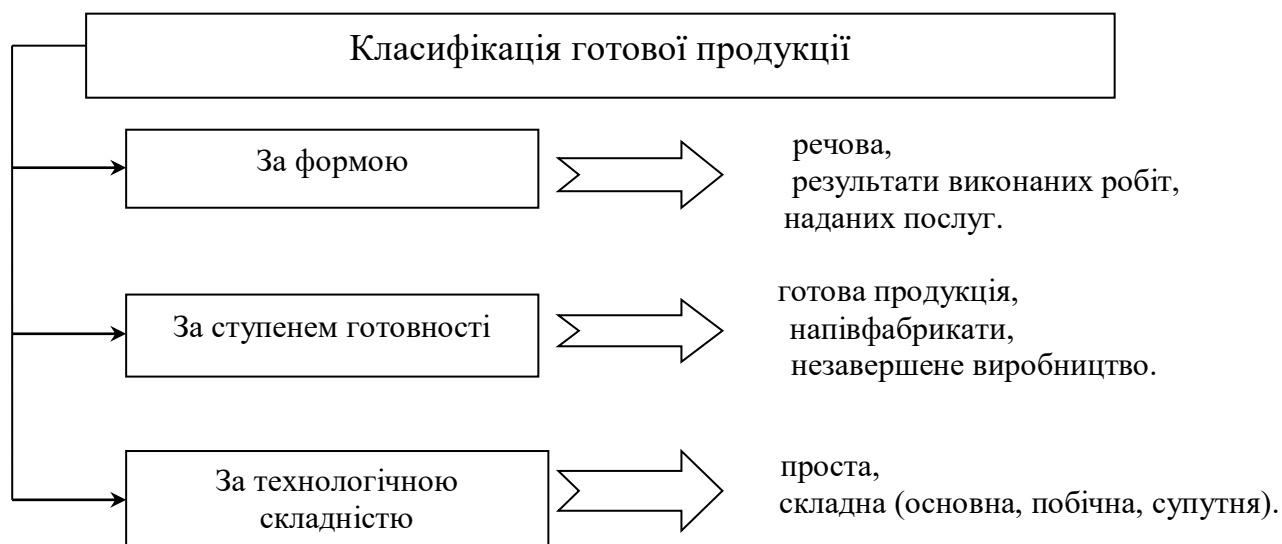 Класифікація готової продукції
За формою
речова,
результати виконаних робіт,
наданих послуг.
За ступенем готовності
готова продукція,
напівфабрикати,
незавершене виробництво.
За технологічною
складністю
проста,
складна (основна, побічна, супутня).